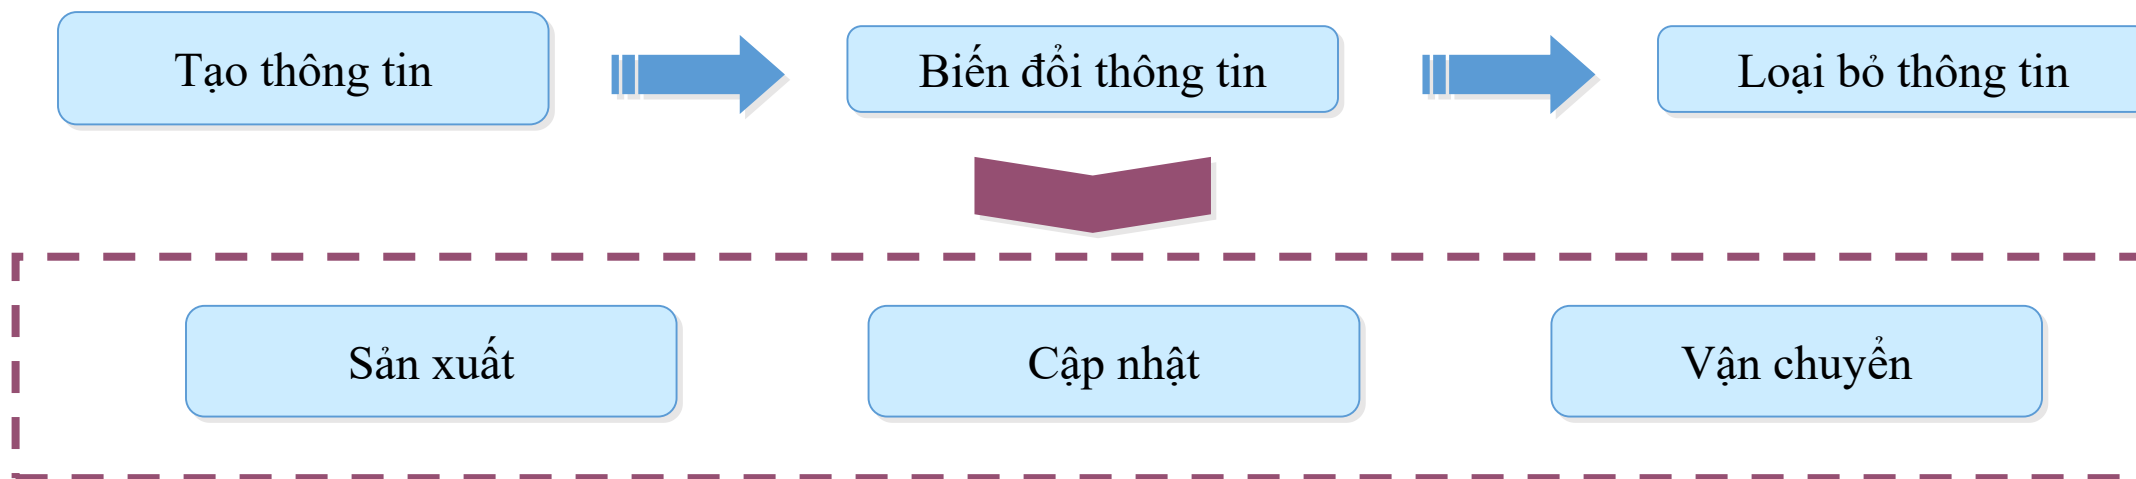 Tạo thông tin
Biến đổi thông tin
Loại bỏ thông tin
Sản xuất
Cập nhật
Vận chuyển